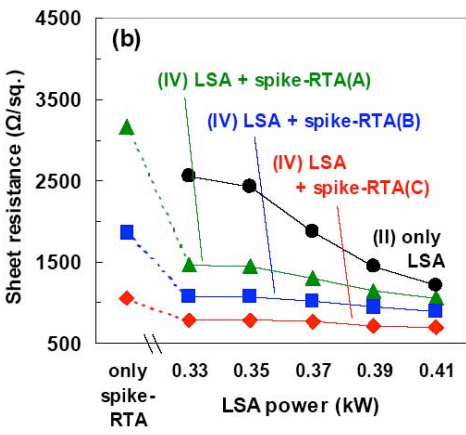 (b)
4500
3500
2500
1500
500
Sheet resistance (Ω/sq.)
(IV) LSA + spike-RTA(A)
(IV) LSA + spike-RTA(B)
(IV) LSA
+ spike-RTA(C)
(II) only
LSA
only
spike-
RTA
0.33 0.35 0.37 0.39 0.41
LSA power (kW)